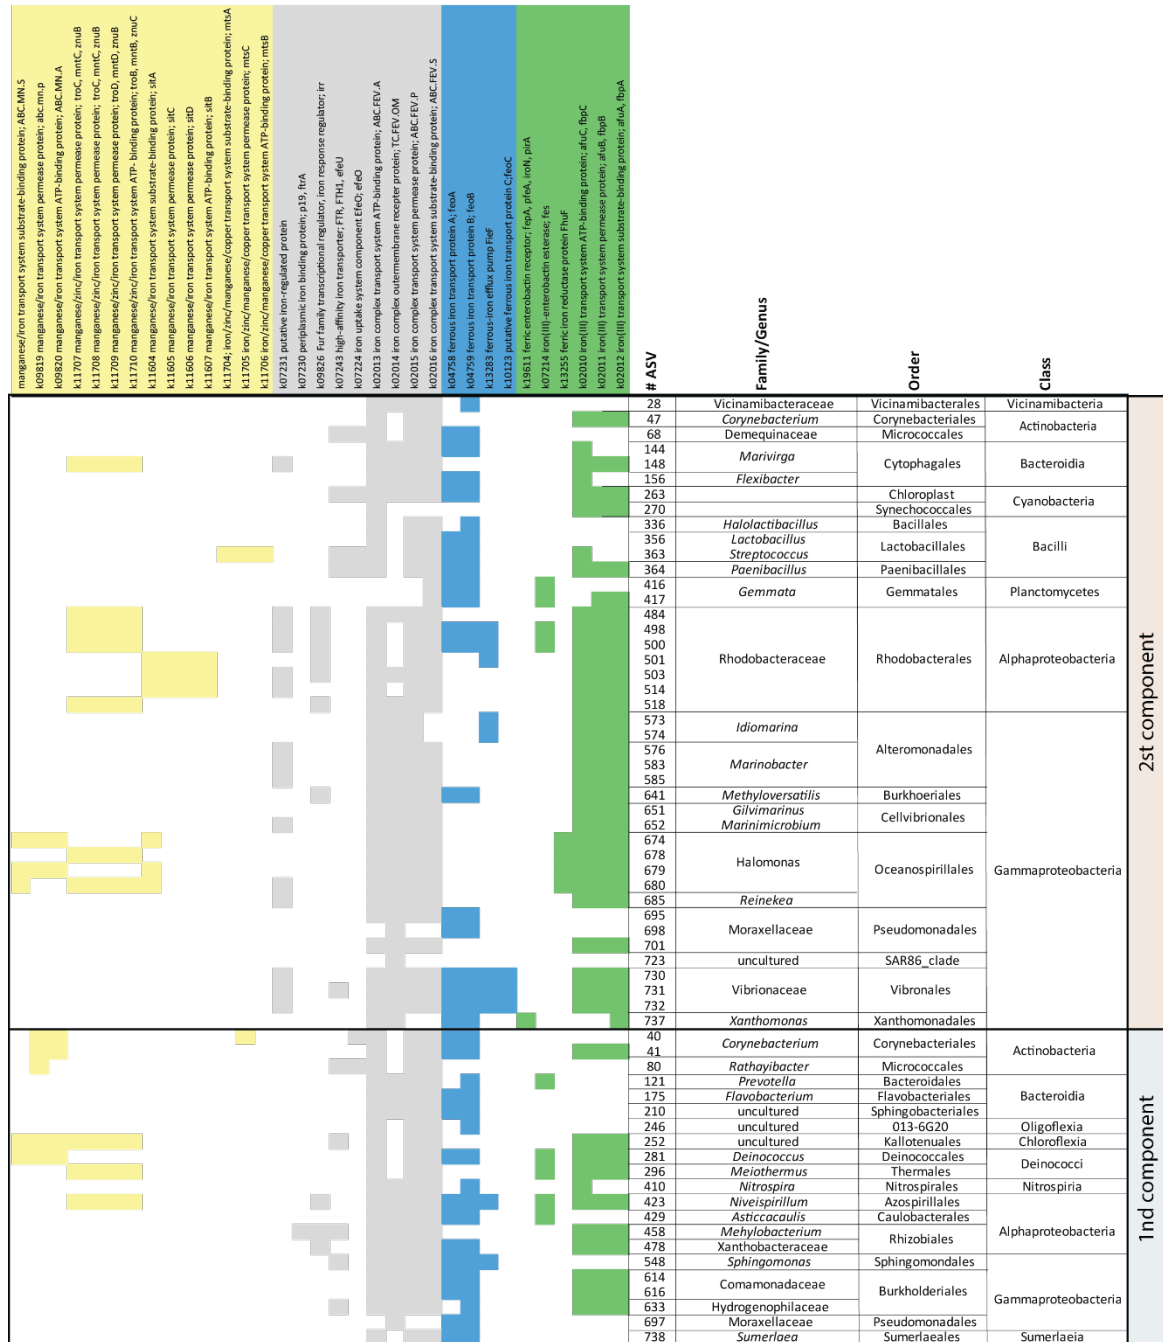 manganese/iron transport system substrate-binding protein; ABC.MN.S
k09819 manganese/iron transport system permease protein; abc.mn.p
k09820 manganese/iron transport system ATP-binding protein; ABC.MN.A
k11707 manganese/zinc/iron transport system permease protein; troC, mntC, znuB
k11708 manganese/zinc/iron transport system permease protein; troC, mntC, znuB
k11709 manganese/zinc/iron transport system permease protein; troD, mntD, znuB
k11710 manganese/zinc/iron transport system ATP- binding protein; troB, mntB, znuC
k11604 manganese/iron transport system substrate-binding protein; sitA
k11605 manganese/iron transport system permease protein; sitC
k11606 manganese/iron transport system permease protein; sitD
k11607 manganese/iron transport system ATP-binding protein; sitB
k11704; iron/zinc/manganese/copper transport system substrate-binding protein; mtsA
k11705 iron/zinc/manganese/copper transport system permease protein; mtsC
k11706 iron/zinc/manganese/copper transport system ATP-binding protein; mtsB
k07231 putative iron-regulated protein
k07230 periplasmic iron binding protein; p19, ftrA
k09826 Fur family transcriptional regulator, iron response regulator; irr
k07243 high-affinity iron transporter; FTR, FTH1, efeU
k07224 iron uptake system component EfeO; efeO
k02013 iron complex transport system ATP-binding protein; ABC.FEV.A
k02014 iron complex outermembrane recepter protein; TC.FEV.OM
k02015 iron complex transport system permease protein; ABC.FEV.P
k02016 iron complex transport system substrate-binding protein; ABC.FEV.S
k04758 ferrous iron transport protein A; feoA
k04759 ferrous iron transport protein B; feoB
k13283 ferrous-iron efflux pump FieF
k10123 putative ferrous iron transport protein C;feoC
k19611 ferric enterobactin receptor; fepA, pfeA, iroN, pirA
k07214 iron(III)-enterobactin esterase; fes
k13255 ferric iron reductase protein FhuF
k02010 iron(III) transport system ATP-binding protein; afuC, fbpC
k02011 iron(III) transport system permease protein; afuB, fbpB
k02012 iron(III) transport system substrate-binding protein; afuA, fbpA
# ASV Family/Genus Order Class
28 Vicinamibacteraceae Vicinamibacterales Vicinamibacteria
47 Corynebacterium Corynebacteriales
Actinobacteria
68 Demequinaceae Micrococcales
144
Marivirga
148 Cytophagales Bacteroidia
156 Flexibacter
263 Chloroplast
Cyanobacteria
270 Synechococcales
336 Halolactibacillus Bacillales
356 Lactobacillus
Lactobacillales Bacilli
363 Streptococcus
364 Paenibacillus Paenibacillales
416
Gemmata Gemmatales Planctomycetes
417
484
498
500
501 Rhodobacteraceae Rhodobacterales Alphaproteobacteria
503
514
518
573
Idiomarina
574
576 Alteromonadales
583 Marinobacter
585
641 Methyloversatilis Burkhoeriales
651 Gilvimarinus
Cellvibrionales
652 Marinimicrobium
674
678
Halomonas
679 Oceanospirillales Gammaproteobacteria
680
685 Reinekea
695
698 Moraxellaceae Pseudomonadales
701
723 uncultured SAR86_clade
730
731 Vibrionaceae Vibronales
732
737 Xanthomonas Xanthomonadales
2st component
40
Corynebacterium Corynebacteriales
41 Actinobacteria
80 Rathayibacter Micrococcales
121 Prevotella Bacteroidales
175 Flavobacterium Flavobacteriales Bacteroidia
210 uncultured Sphingobacteriales
246 uncultured 013-6G20 Oligoflexia
252 uncultured Kallotenuales Chloroflexia
281 Deinococcus Deinococcales
Deinococci
296 Meiothermus Thermales
410 Nitrospira Nitrospirales Nitrospiria
423 Niveispirillum Azospirillales
429 Asticcacaulis Caulobacterales
458 Mehylobacterium Alphaproteobacteria
Rhizobiales
478 Xanthobacteraceae
548 Sphingomonas Sphingomondales
614
Comamonadaceae
616 Burkholderiales
Gammaproteobacteria
633 Hydrogenophilaceae
697 Moraxellaceae Pseudomonadales
738 Sumerlaea Sumerlaeales Sumerlaeia
1nd component